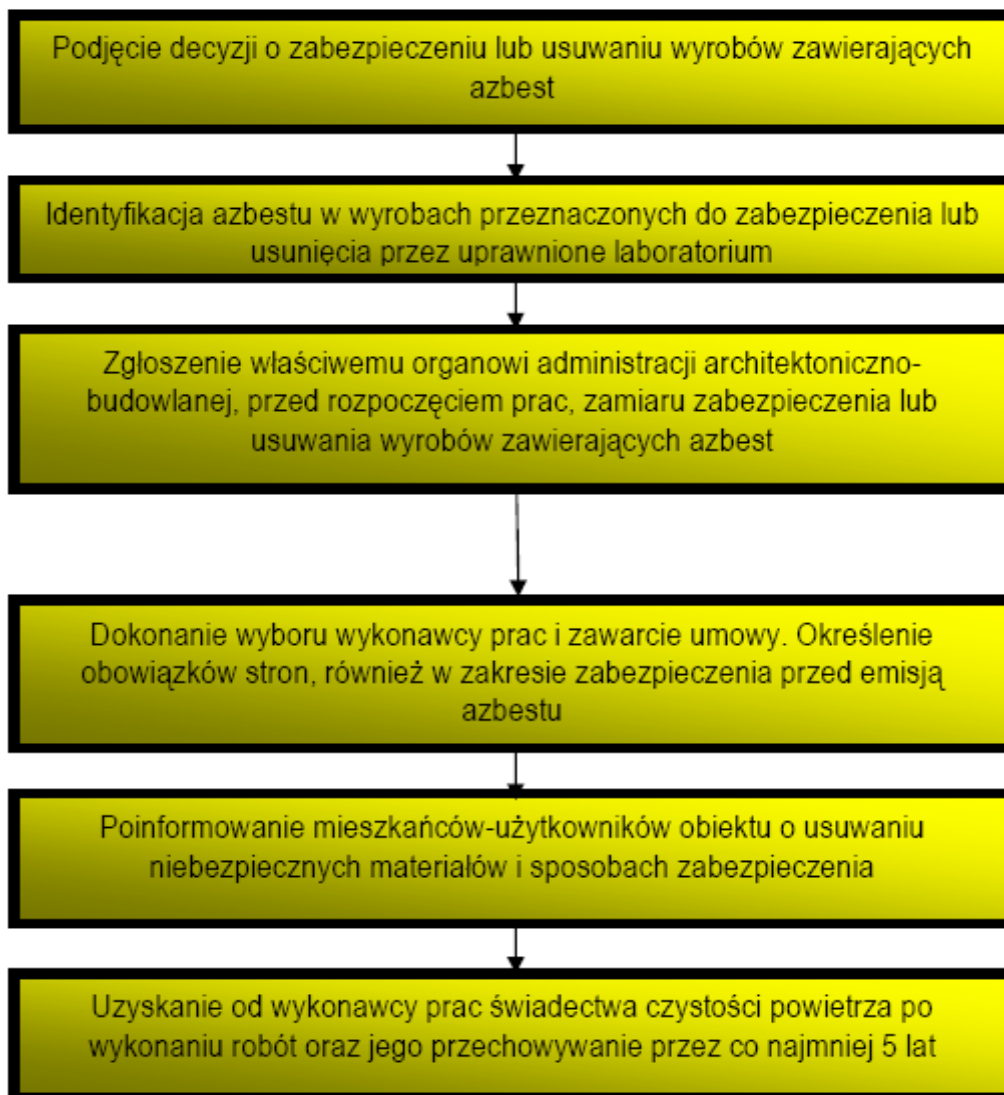 Podjęcie decyzji o zabezpieczeniu lub usuwaniu wyrobów zawierających
azbest
Identyfikacja azbestu w wyrobach przeznaczonych do zabezpieczenia lub
usunięcia przez uprawnione laboratorium
Zgłoszenie właściwemu organowi administracji architektoniczno-
budowlanej, przed rozpoczęciem prac, zamiaru zabezpieczenia lub
usuwania wyrobów zawierających azbest
Dokonanie wyboru wykonawcy prac i zawarcie umowy. Określenie
obowiązków stron, również w zakresie zabezpieczenia przed emisją
azbestu
Poinformowanie mieszkańców-użytkowników obiektu o usuwaniu
niebezpiecznych materiałów i sposobach zabezpieczenia
Uzyskanie od wykonawcy prac świadectwa czystości powietrza po
wykonaniu robót oraz jego przechowywanie przez co najmniej 5 lat